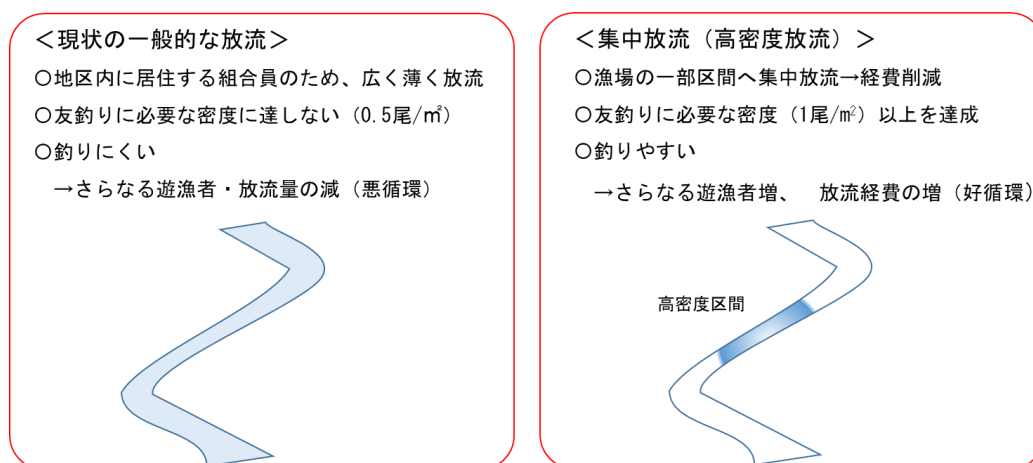 ＜現状の一般的な放流＞
○地区内に居住する組合員のため、広く薄く放流
○友釣りに必要な密度に達しない（0.5尾/㎡）
○釣りにくい
→さらなる遊漁者・放流量の減（悪循環）
＜集中放流（高密度放流）＞
○漁場の一部区間へ集中放流→経費削減
○友釣りに必要な密度（1尾/m²）以上を達成
○釣りやすい
→さらなる遊漁者増、　放流経費の増（好循環）
高密度区間